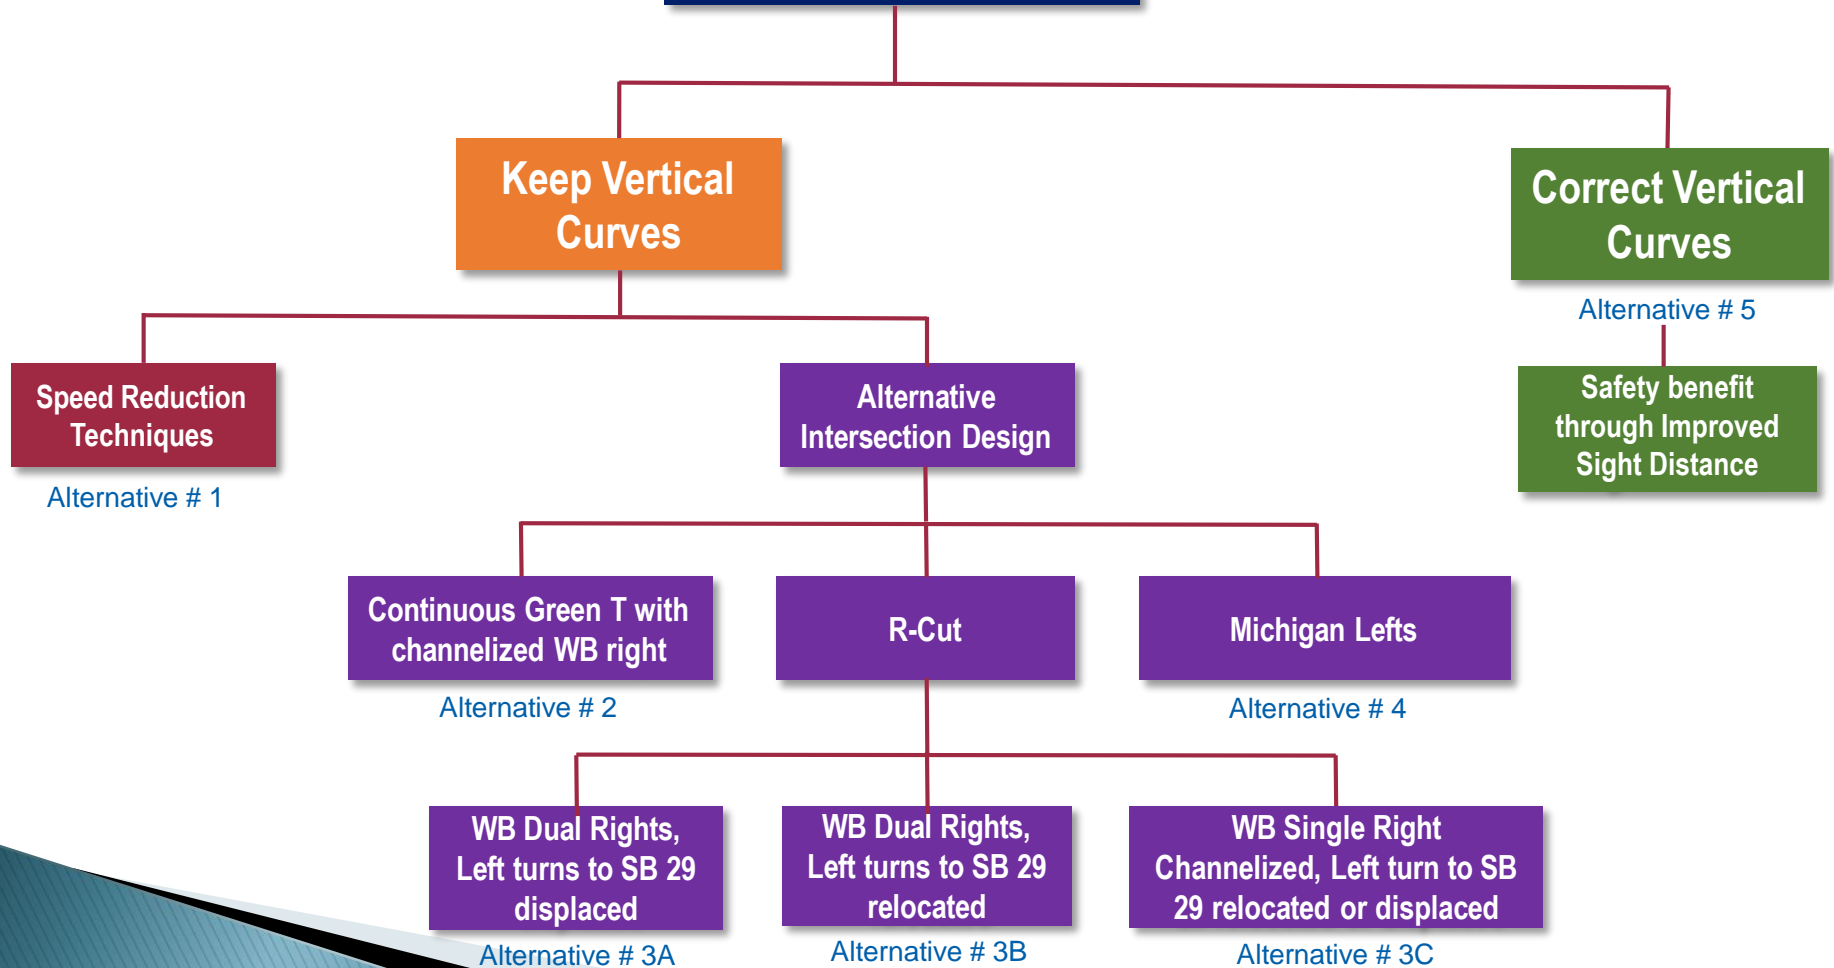 Keep Vertical
Curves
Correct Vertical
Curves
Alternative # 5
Speed Reduction
Techniques
Alternative # 1
Alternative
Intersection Design
Safety benefit
through Improved
Sight Distance
Continuous Green T with
channelized WB right
Alternative # 2
R-Cut
Michigan Lefts
Alternative # 4
WB Dual Rights,
Left turns to SB 29
displaced
Alternative # 3A
WB Dual Rights,
Left turns to SB 29
relocated
Alternative # 3B
WB Single Right
Channelized, Left turn to SB
29 relocated or displaced
Alternative # 3C